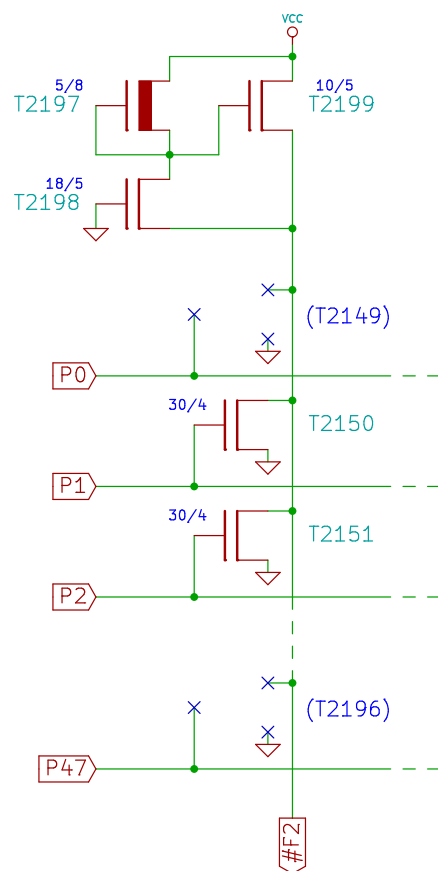 VCC
5/8
10/5
T2197
T2199
18/5
T2198
(T2149)
P0
30/4
T2150
P1
30/4
T2151
P2
(T2196)
P47
#F2